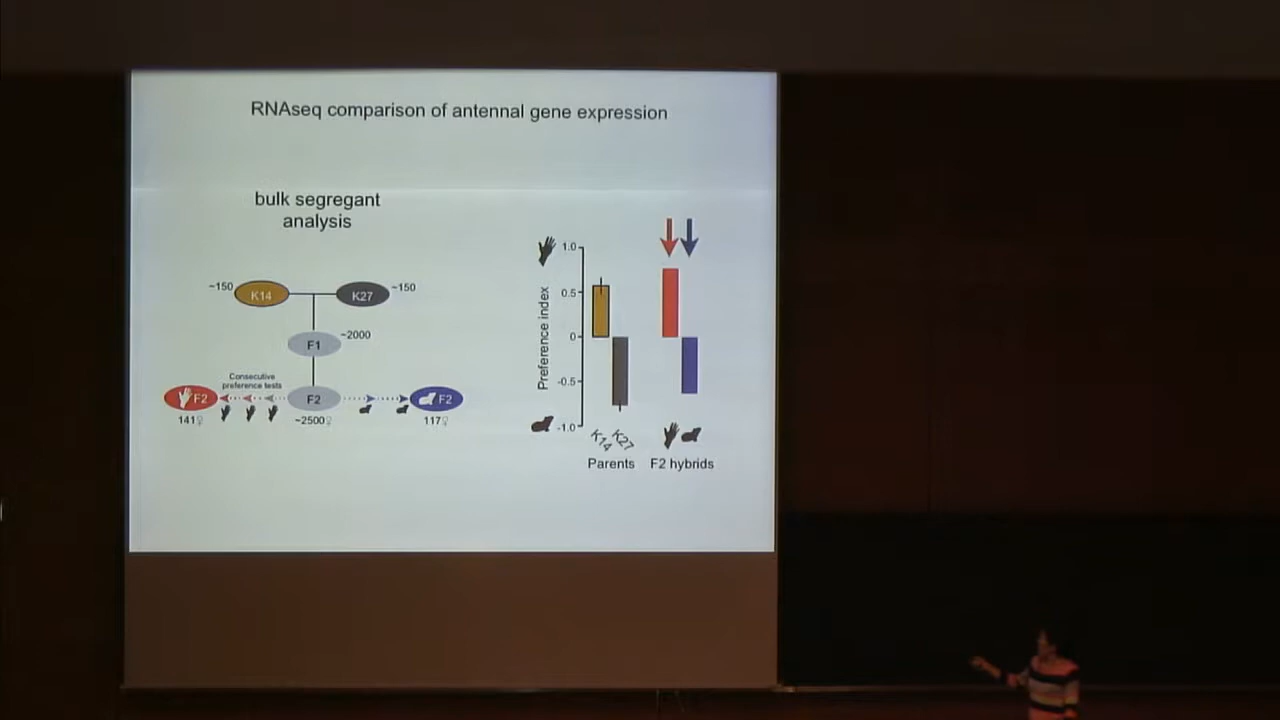 RNAseq comparison of antennal gene expression
bulk segregant
analysis
~150
K14
K27
~150
F1
~2000
Consecutive
preference tests
F2
F2
F2
141♀
~2500♀
117♀
Preference index
1.0
0.5
0
-0.5
-1.0
K14
K27
Parents
F2 hybrids